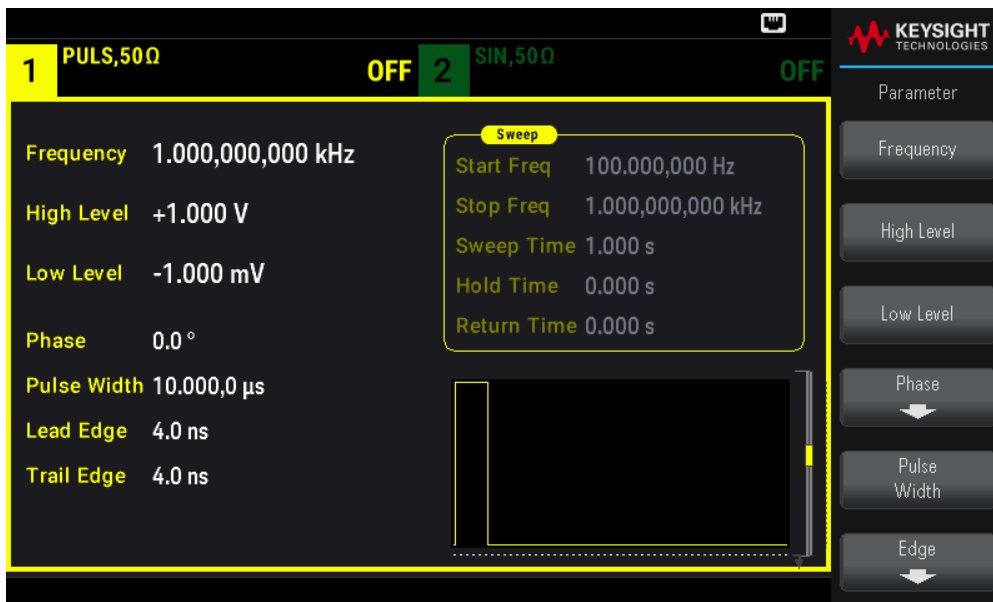 KEYSIGHT
TECHNOLOGIES
1 PULS,50Ω OFF 2 SIN,50Ω OFF
Parameter
Frequency 1.000,000,000 kHz
High Level +1.000 V
Low Level -1.000 mV
Phase 0.0 °
Pulse Width 10.000,0 µs
Lead Edge 4.0 ns
Trail Edge 4.0 ns
Sweep
Start Freq 100.000,000 Hz
Stop Freq 1.000,000,000 kHz
Sweep Time 1.000 s
Hold Time 0.000 s
Return Time 0.000 s
Frequency
High Level
Low Level
Phase
Pulse
Width
Edge